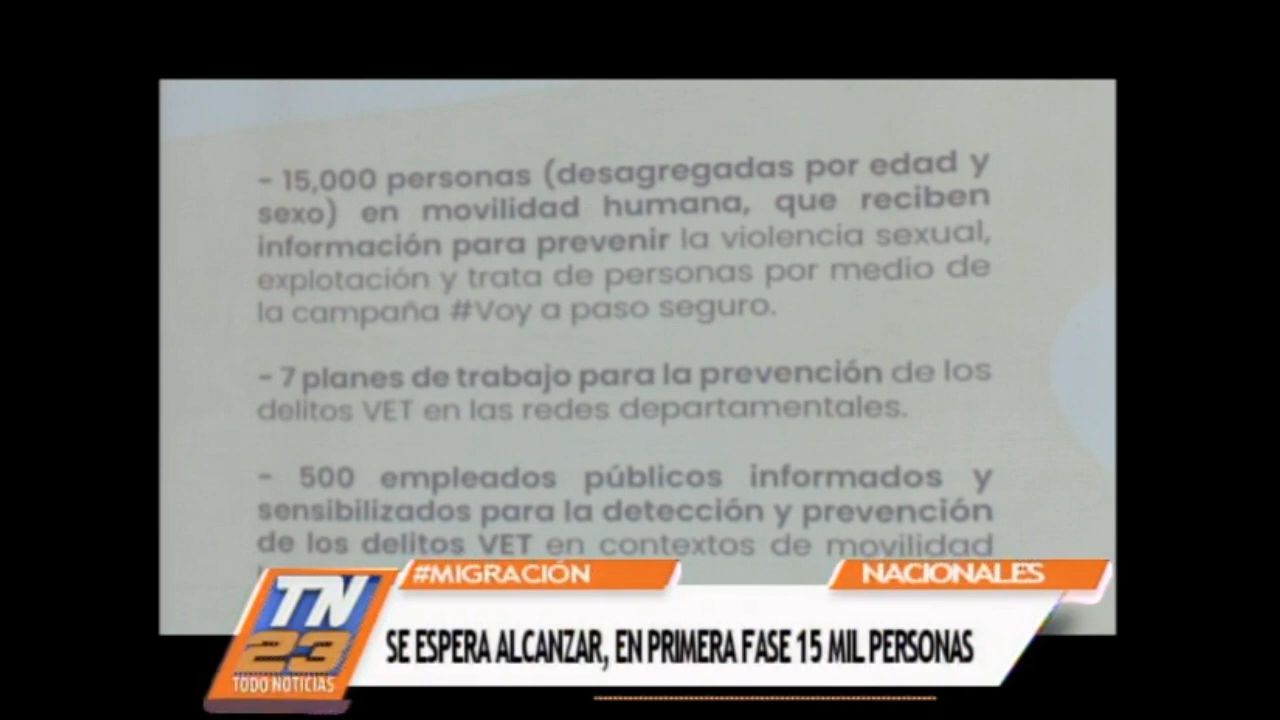 - 15,000 personas (desagregadas por edad y
sexo) en movilidad humana, que reciben
información para prevenir la violencia sexual,
explotación y trata de personas por medio de
la campaña #Voy a paso seguro.
- 7 planes de trabajo para la prevención de los
delitos VET en las redes departamentales.
- 500 empleados públicos informados y
sensibilizados para la detección y prevención
de los delitos VET en contextos de movilidad
#MIGRACIÓN
NACIONALES
TN
23
TODO NOTICIAS
SE ESPERA ALCANZAR, EN PRIMERA FASE 15 MIL PERSONAS